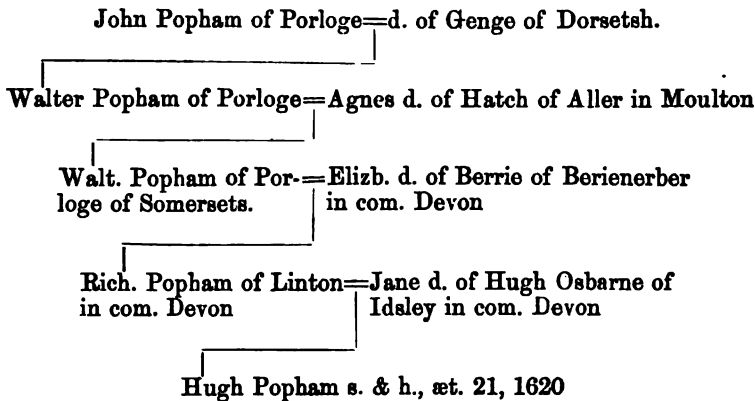 John Popham of Porloge=d. of Genge of Dorsetsh.
Walter Popham of Porloge=Agnes d. of Hatch of Aller in Moulton
Walt. Popham of Por-=Elizb. d. of Berrie of Berienerber
loge of Somersets. in com. Devon
Rich. Popham of Linton=Jane d. of Hugh Osbarne of
in com. Devon Idsley in com. Devon
Hugh Popham s. & h., æt. 21, 1620